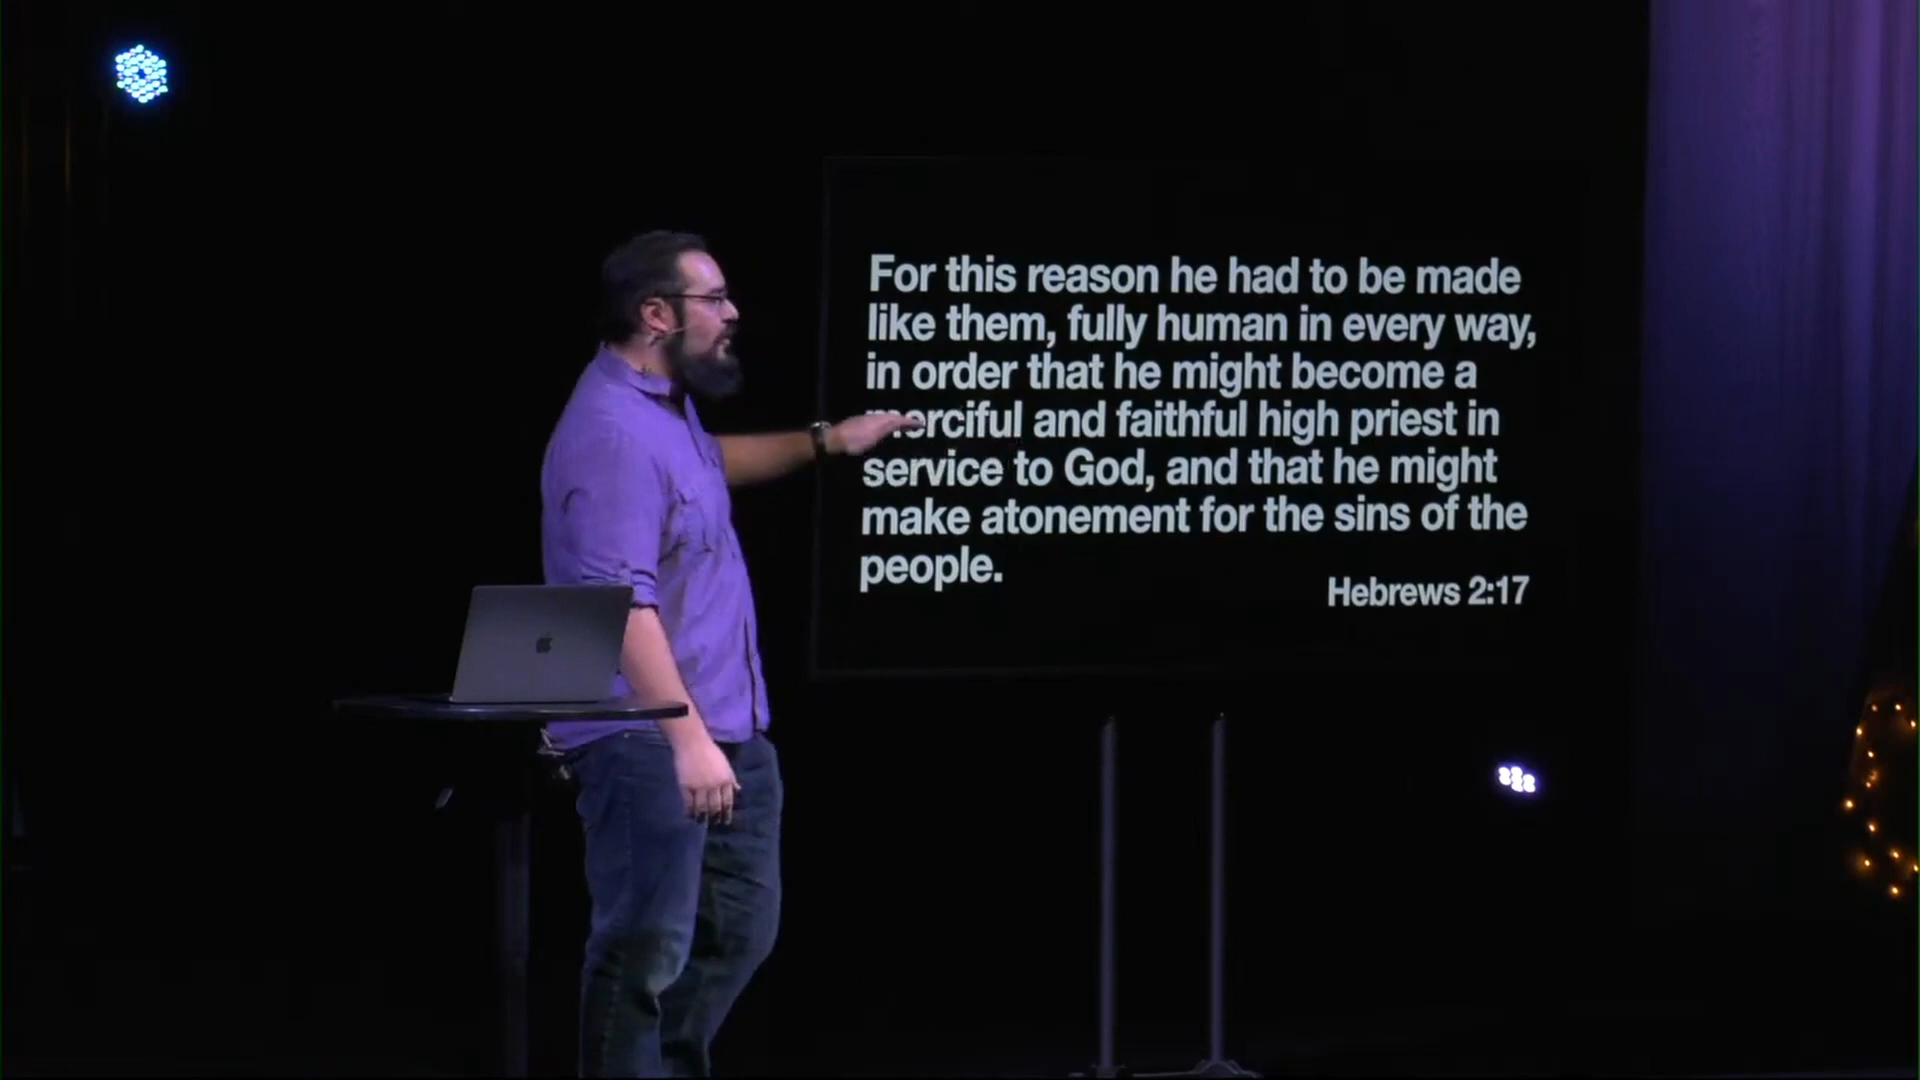 For this reason he had to be made
like them, fully human in every way,
in order that he might become a
merciful and faithful high priest in
service to God, and that he might
make atonement for the sins of the
people.
Hebrews 2:17